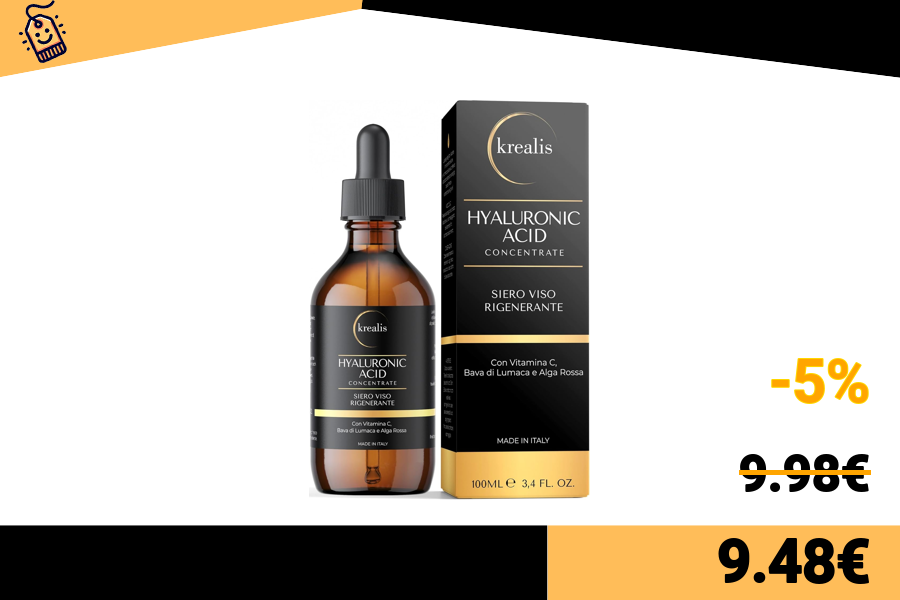 krealis
HYALURONIC
ACID
CONCENTRATE
SIERO VISO
RIGENERANTE
Con Vitamina C,
Bava di Lumaca e Alga Rossa
MADE IN ITALY
100ML ℮ 3,4 FL. OZ.
krealis
HYALURONIC
ACID
CONCENTRATE
SIERO VISO
RIGENERANTE
Con Vitamina C,
Bava di Lumaca e Alga Rossa
MADE IN ITALY
-5%
9.98€
9.48€